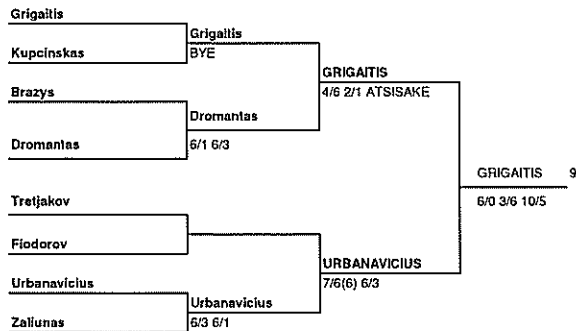 Grigaitis
Grigaitis
Kupcinskas
BYE
GRIGAITIS
Brazys
4/6 2/1 ATSISAKĖ
Dromantas
Dromantas
6/1 6/3
GRIGAITIS 9
6/0 3/6 10/5
Tretjakov
Fiodorov
URBANAVICIUS
7/6(6) 6/3
Urbanavicius
Urbanavicius
Zaliunas
6/3 6/1